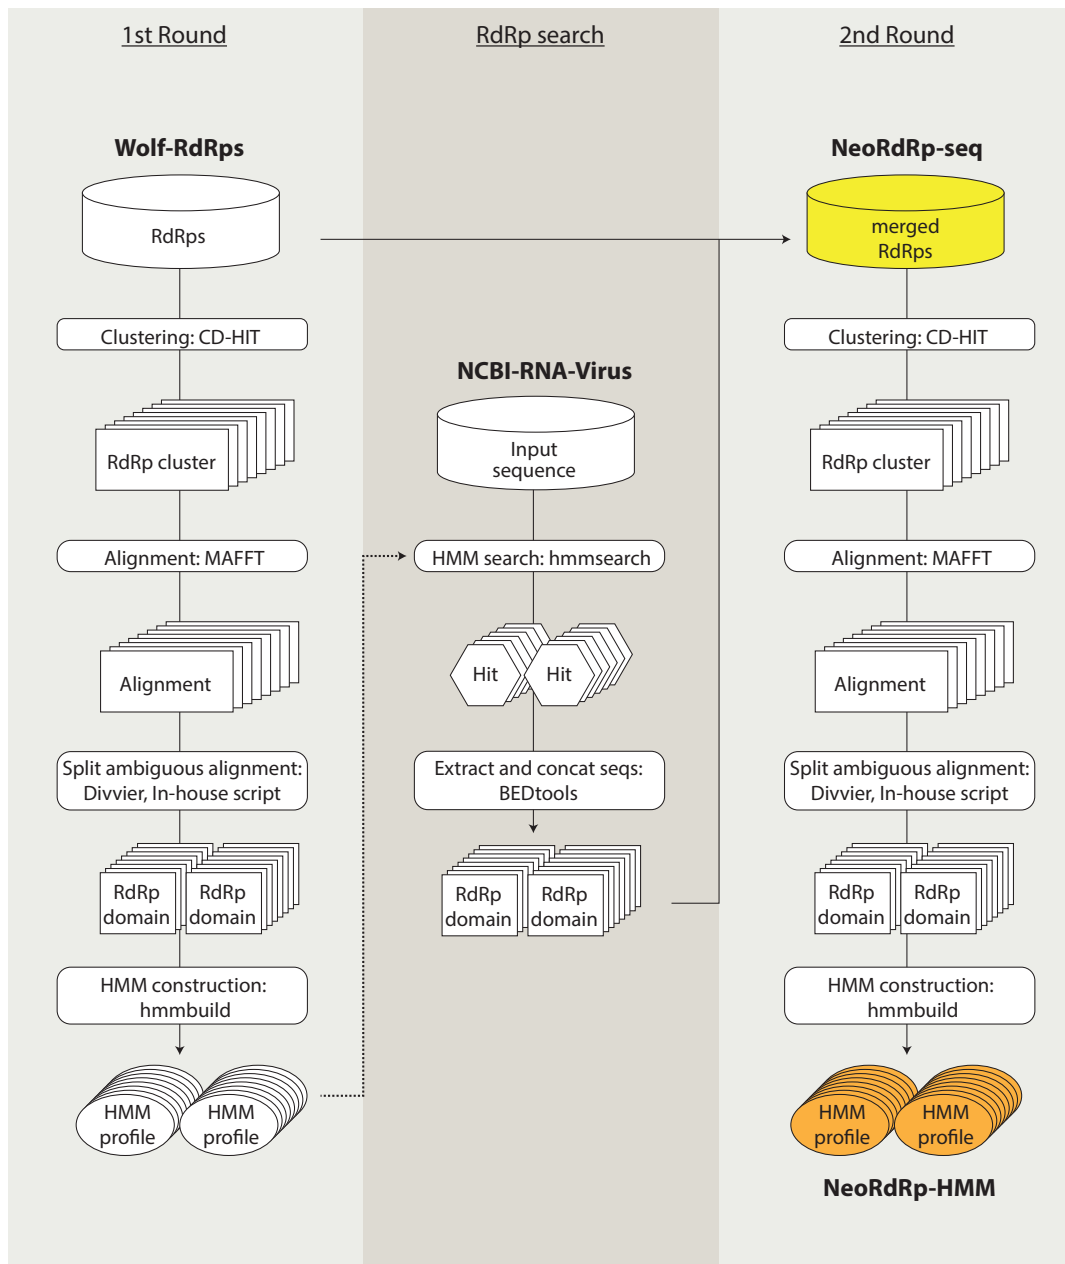 1st Round
RdRp search
2nd Round
Wolf-RdRps
RdRps
Clustering: CD-HIT
RdRp cluster
Alignment: MAFFT
Alignment
Split ambiguous alignment:
Divvier, In-house script
RdRp
domain
RdRp
domain
HMM construction:
hmmbuild
HMM
profile
HMM
profile
NCBI-RNA-Virus
Input
sequence
HMM search: hmmsearch
Hit
Hit
Extract and concat seqs:
BEDtools
RdRp
domain
RdRp
domain
NeoRdRp-seq
merged
RdRps
Clustering: CD-HIT
RdRp cluster
Alignment: MAFFT
Alignment
Split ambiguous alignment:
Divvier, In-house script
RdRp
domain
RdRp
domain
HMM construction:
hmmbuild
HMM
profile
HMM
profile
NeoRdRp-HMM